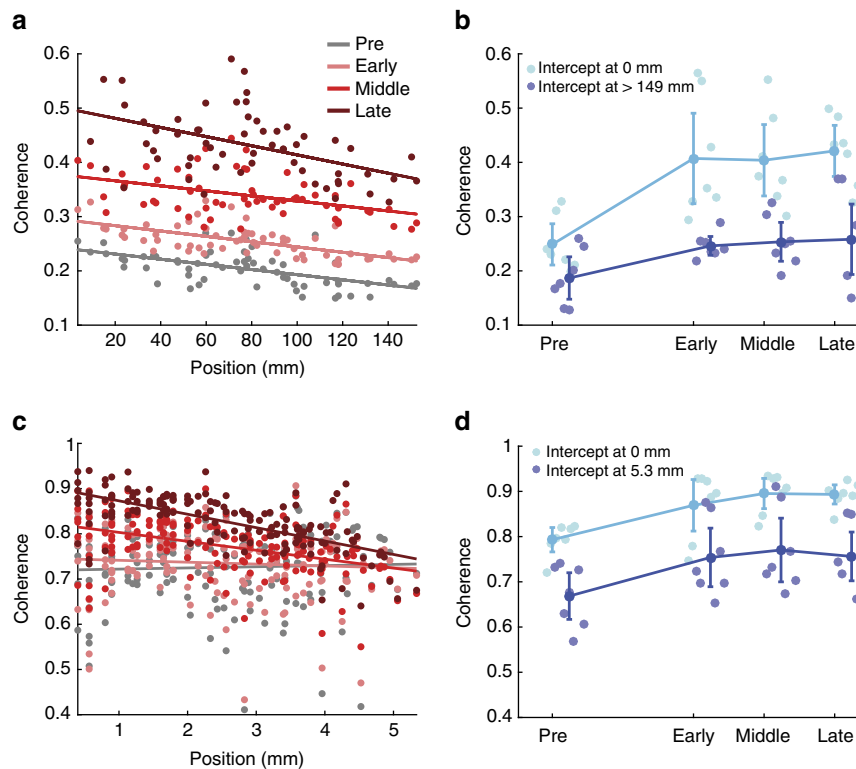 a
0.6
0.5
0.4
0.3
0.2
0.1
Coherence
20
40
60
80
100
120
140
Position (mm)
Pre
Early
Middle
Late
b
0.6
0.5
0.4
0.3
0.2
0.1
Coherence
Intercept at 0 mm
Intercept at > 149 mm
Pre
Early
Middle
Late
c
1
0.9
0.8
0.7
0.6
0.5
0.4
Coherence
1
2
3
4
5
Position (mm)
d
1
0.9
0.8
0.7
0.6
0.5
0.4
Coherence
Intercept at 0 mm
Intercept at 5.3 mm
Pre
Early
Middle
Late